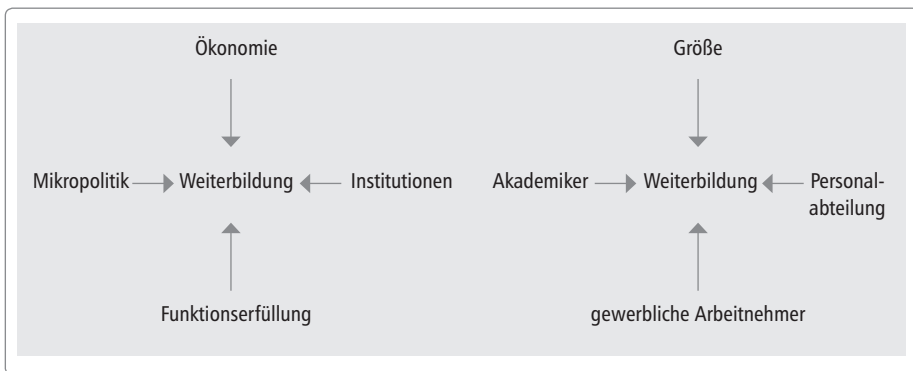 Ökonomie
Größe
Mikropolitik
Weiterbildung
Institutionen
Akademiker
Weiterbildung
Personal-
abteilung
Funktionserfüllung
gewerbliche Arbeitnehmer